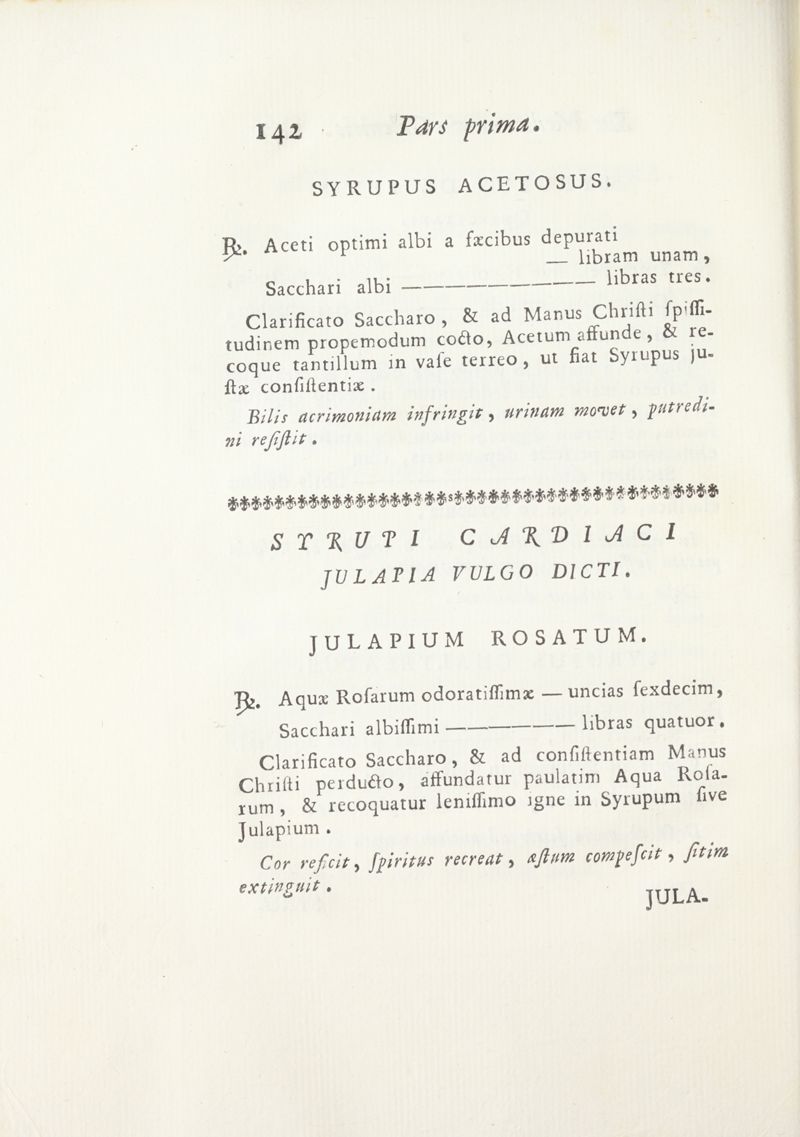 142 Pars prima.
SYRUPUS ACETOSUS.
℞. Aceti optimi albi a fæcibus depurati
— libram unam,
Sacchari albi ————————— libras tres.
Clarificato Saccharo, & ad Manus Chriſti ſpiſſi-
tudinem propemodum cocto, Acetum affunde, & re-
coque tantillum in vaſe terreo, ut fiat Syrupus ju-
ſtæ conſiſtentiæ.
Bilis acrimoniam infringit, urinam movet, putredi-
ni reſiſtit.
SYRUPI CARDIACI
JULAPIA VULGO DICTI.
JULAPIUM ROSATUM.
℞. Aquæ Roſarum odoratiſſimæ — uncias ſexdecim,
Sacchari albiſſimi —————— libras quatuor.
Clarificato Saccharo, & ad conſiſtentiam Manus
Chriſti perducto, affundatur paulatim Aqua Roſa-
rum, & recoquatur leniſſimo igne in Syrupum ſive
Julapium.
Cor reficit, ſpiritus recreat, æſtum compeſcit, ſitim
extinguit.
JULA-